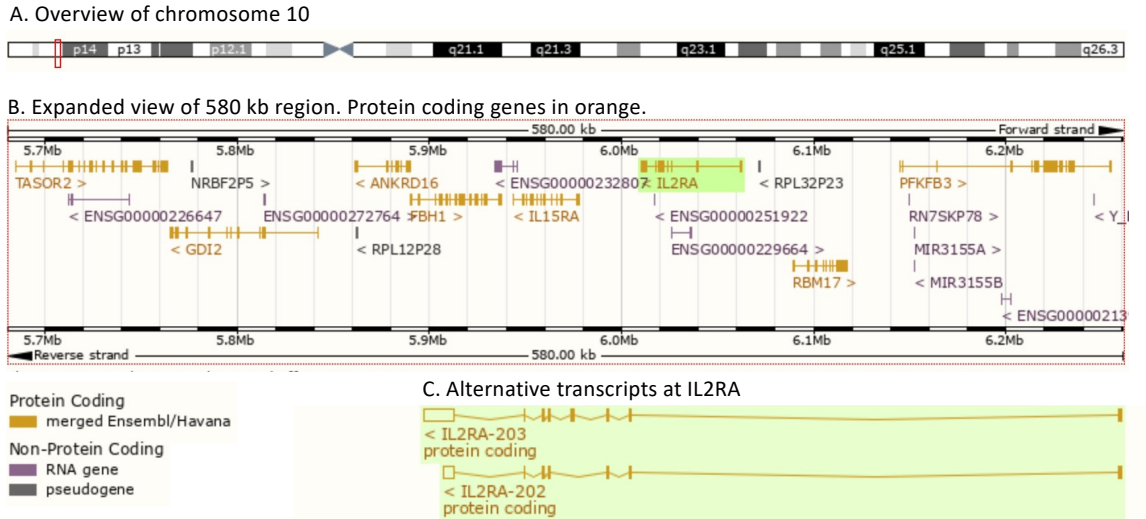 A. Overview of chromosome 10
p14 p13 p12.1 q21.1 q21.3 q23.1 q25.1 q26.3
B. Expanded view of 580 kb region. Protein coding genes in orange.
580.00 kb Forward strand
5.7Mb 5.8Mb 5.9Mb 6.0Mb 6.1Mb 6.2Mb
TASOR2 > NRBF2P5 > < ANKRD16 < ENSG00000232807 < IL2RA < RPL32P23 PFKFB3 >
< ENSG00000226647 ENSG00000272764 > FBH1 > < IL15RA < ENSG00000251922 RN7SKP78 > < Y_
< GDI2 < RPL12P28 ENSG00000229664 > MIR3155A >
RBM17 > < MIR3155B
< ENSG00000213
5.7Mb 5.8Mb 5.9Mb 6.0Mb 6.1Mb 6.2Mb
Reverse strand 580.00 kb
C. Alternative transcripts at IL2RA
Protein Coding
merged Ensembl/Havana
Non-Protein Coding
RNA gene
pseudogene
< IL2RA-203
protein coding
< IL2RA-202
protein coding